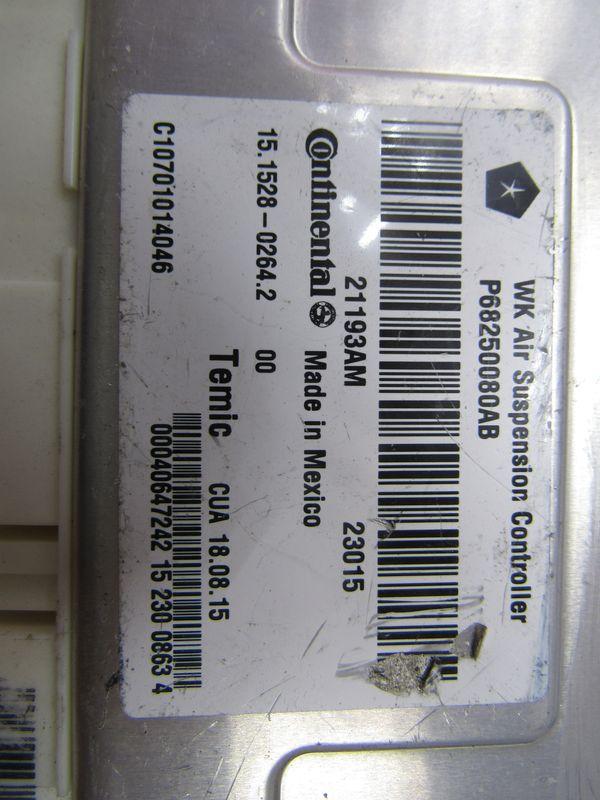 WK Air Suspension Controller
P68250080AB
21193AM 23015
Continental Made in Mexico
15.1528-0264.2 00
Temic CUA 18.08.15
00040647242 15 230 0863 4
C10701014046